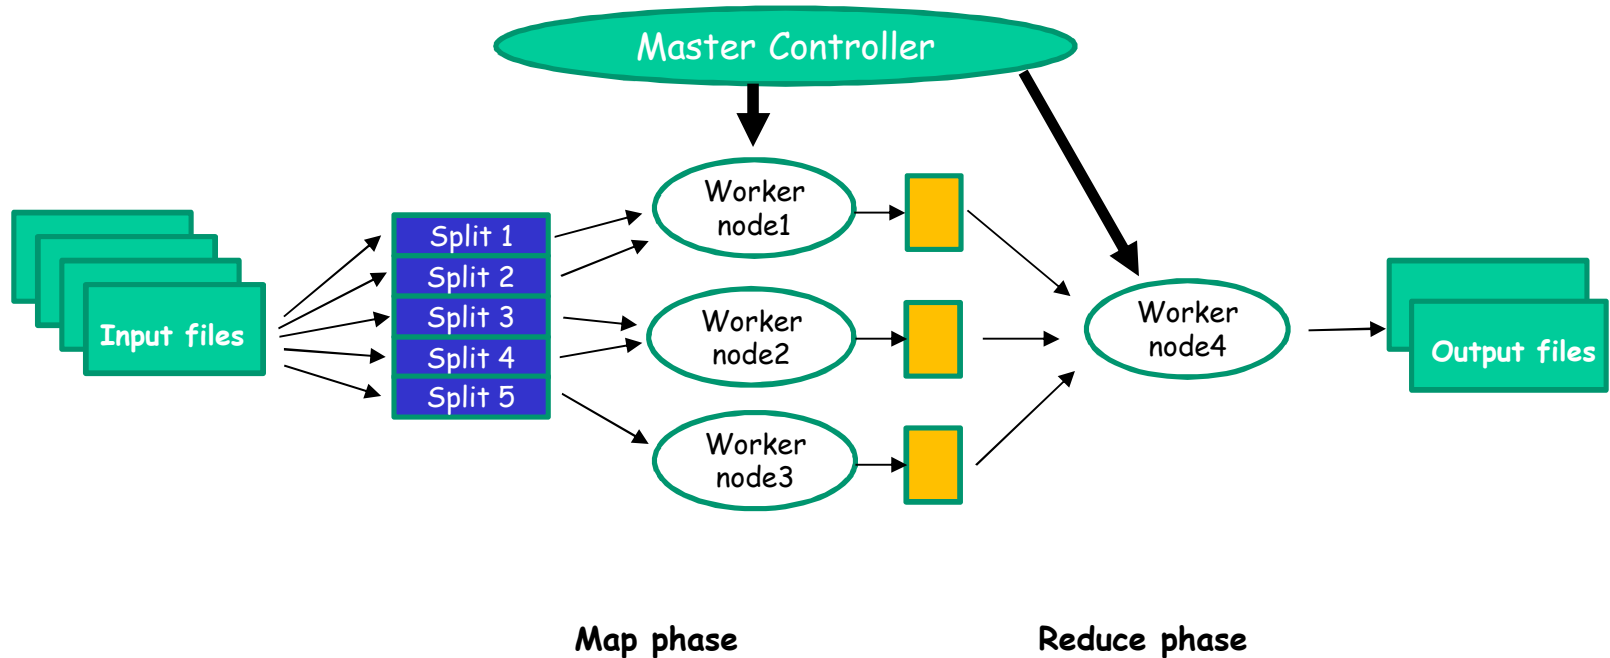 Master Controller
Input files
Split 1
Split 2
Split 3
Split 4
Split 5
Worker
node1
Worker
node2
Worker
node3
Worker
node4
Output files
Map phase
Reduce phase